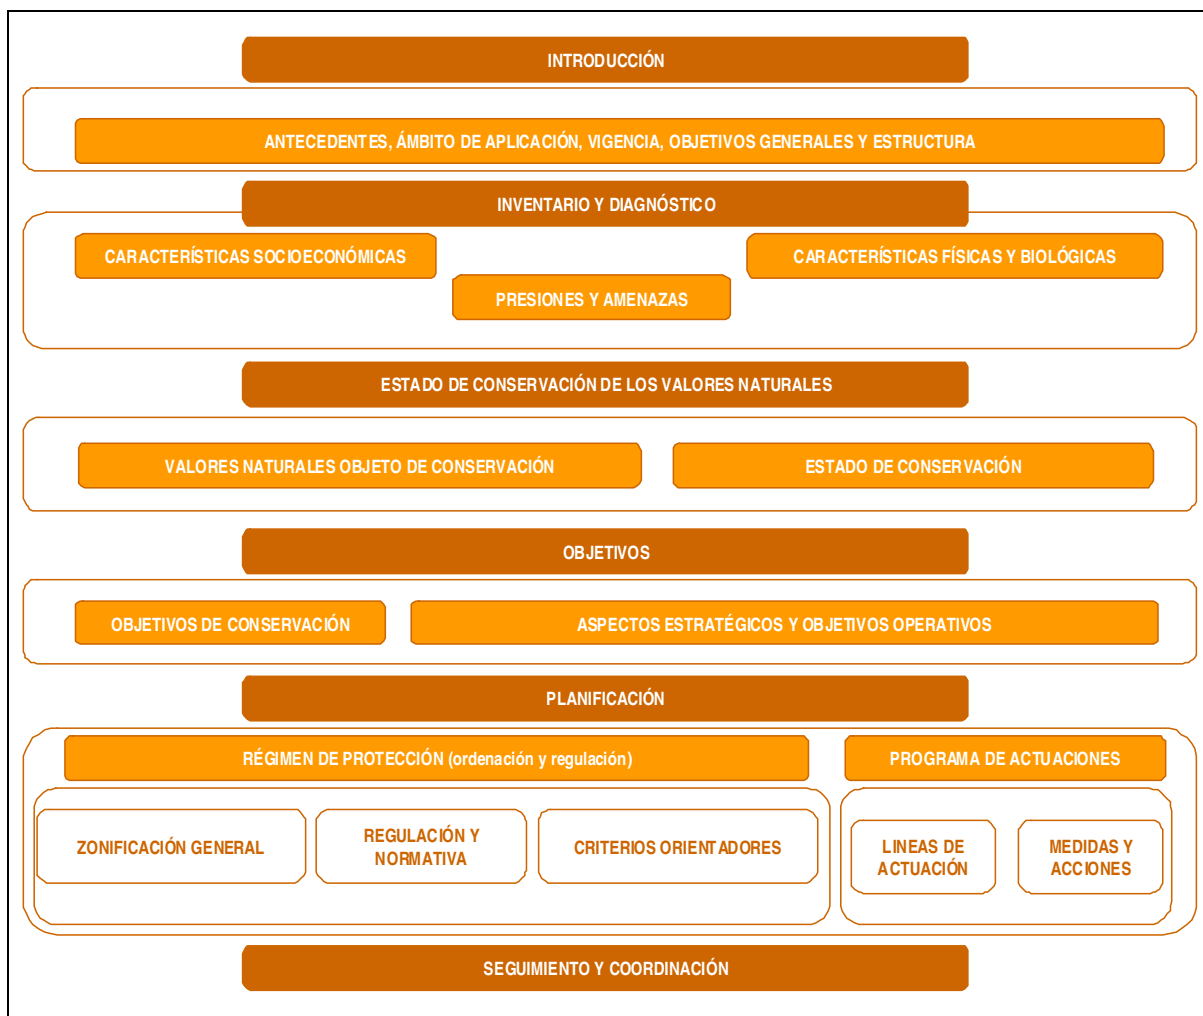 INTRODUCCIÓN
ANTECEDENTES, ÁMBITO DE APLICACIÓN, VIGENCIA, OBJETIVOS GENERALES Y ESTRUCTURA
INVENTARIO Y DIAGNÓSTICO
CARACTERÍSTICAS SOCIOECONÓMICAS
CARACTERÍSTICAS FÍSICAS Y BIOLÓGICAS
PRESIONES Y AMENAZAS
ESTADO DE CONSERVACIÓN DE LOS VALORES NATURALES
VALORES NATURALES OBJETO DE CONSERVACIÓN
ESTADO DE CONSERVACIÓN
OBJETIVOS
OBJETIVOS DE CONSERVACIÓN
ASPECTOS ESTRATÉGICOS Y OBJETIVOS OPERATIVOS
PLANIFICACIÓN
RÉGIMEN DE PROTECCIÓN (ordenación y regulación)
PROGRAMA DE ACTUACIONES
ZONIFICACIÓN GENERAL
REGULACIÓN Y
NORMATIVA
CRITERIOS ORIENTADORES
LINEAS DE
ACTUACIÓN
MEDIDAS Y
ACCIONES
SEGUIMIENTO Y COORDINACIÓN